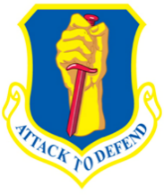 ATTACK TO DEFEND